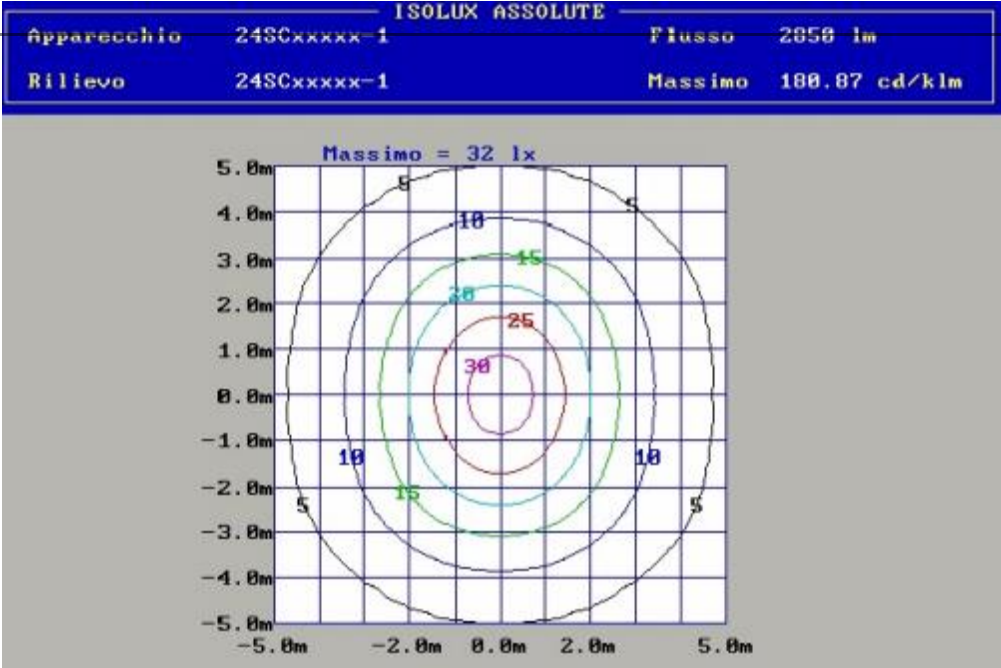 ISOLUX ASSOLUTE
Apparecchio 24SCxxxxx-1 Flusso 2850 lm
Rilievo 24SCxxxxx-1 Massimo 180.87 cd/klm
Massimo = 32 lx
5.0m
4.0m
3.0m
2.0m
1.0m
0.0m
-1.0m
-2.0m
-3.0m
-4.0m
-5.0m
5
5
10
15
20
25
30
10
10
15
5
5
-5.0m -2.0m 0.0m 2.0m 5.0m